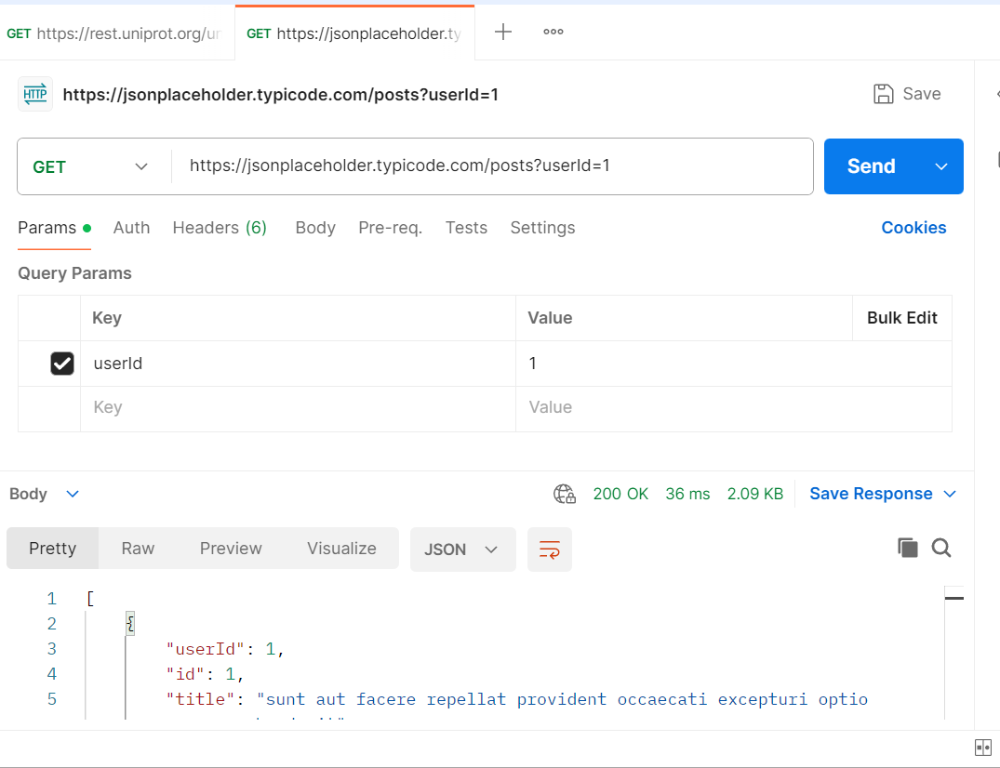 GET https://rest.uniprot.org/un
GET https://jsonplaceholder.ty
HTTP https://jsonplaceholder.typicode.com/posts?userId=1
Save
GET https://jsonplaceholder.typicode.com/posts?userId=1
Send
Params Auth Headers (6) Body Pre-req. Tests Settings Cookies
Query Params
Key Value Bulk Edit
userId 1
Key Value
Body 200 OK 36 ms 2.09 KB Save Response
Pretty Raw Preview Visualize JSON
1 [
2 {
3 "userId": 1,
4 "id": 1,
5 "title": "sunt aut facere repellat provident occaecati excepturi optio